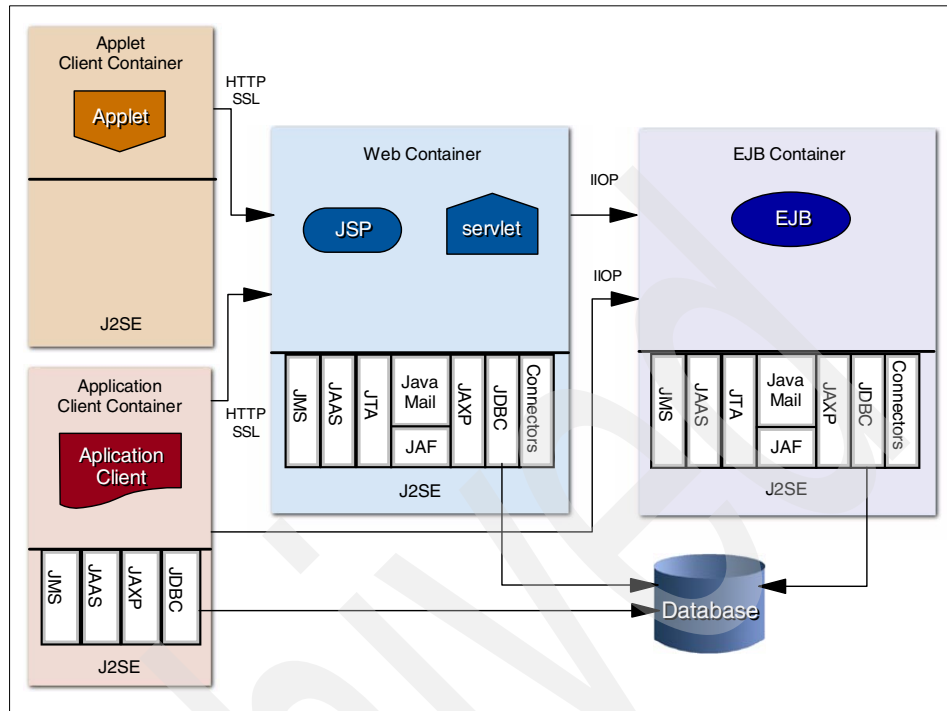 Applet
Client Container
Applet
J2SE
HTTP
SSL
Application
Client Container
Aplication
Client
JMS
JAAS
JAXP
JDBC
J2SE
HTTP
SSL
Web Container
JSP
servlet
JMS
JAAS
JTA
Java
Mail
JAF
JAXP
JDBC
Connectors
J2SE
IIOP
IIOP
EJB Container
EJB
JMS
JAAS
JTA
Java
Mail
JAF
JAXP
JDBC
Connectors
J2SE
Database